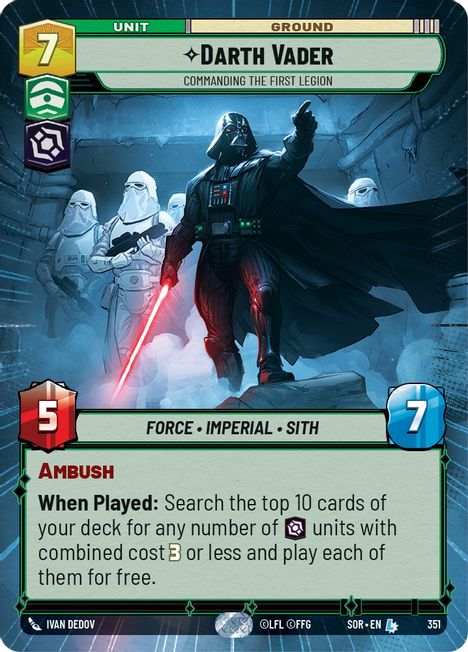 UNIT GROUND
7
DARTH VADER
COMMANDING THE FIRST LEGION
5
FORCE • IMPERIAL • SITH
7
AMBUSH
When Played: Search the top 10 cards of
your deck for any number of units with
combined cost 3 or less and play each of
them for free.
IVAN DEDOV ©LFL ©FFG SOR • EN L 351